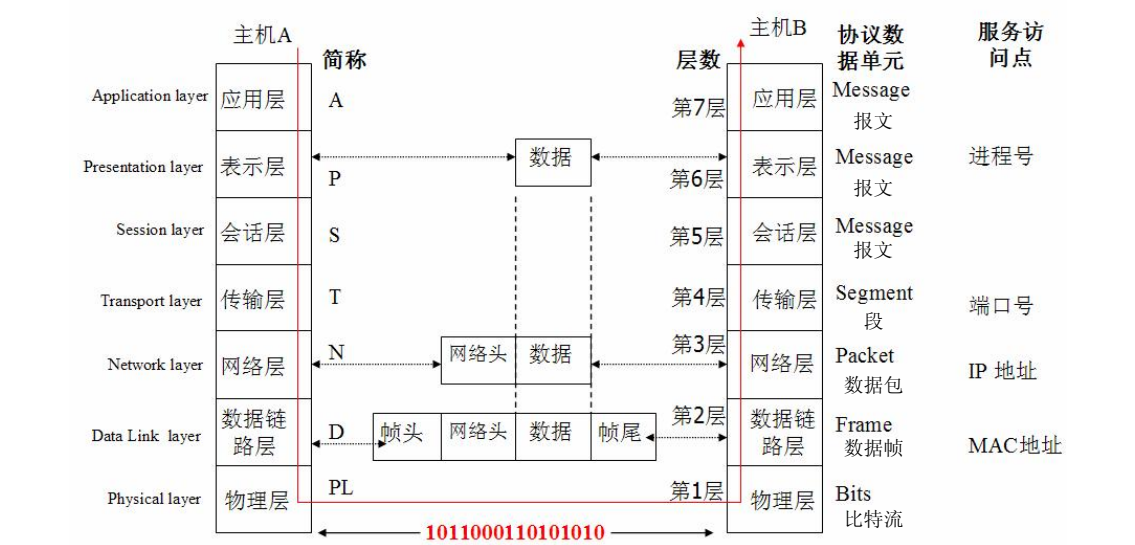 主机A
主机B
协议数
据单元
服务访
问点
简称
层数
Application layer
应用层
A
第7层
应用层
Message
报文
Presentation layer
表示层
P
数据
第6层
表示层
Message
报文
进程号
Session layer
会话层
S
第5层
会话层
Message
报文
Transport layer
传输层
T
第4层
传输层
Segment
段
端口号
Network layer
网络层
N
网络头
数据
第3层
网络层
Packet
数据包
IP 地址
Data Link layer
数据链
路层
D
帧头
网络头
数据
帧尾
第2层
数据链
路层
Frame
数据帧
MAC地址
Physical layer
物理层
PL
第1层
物理层
Bits
比特流
1011000110101010